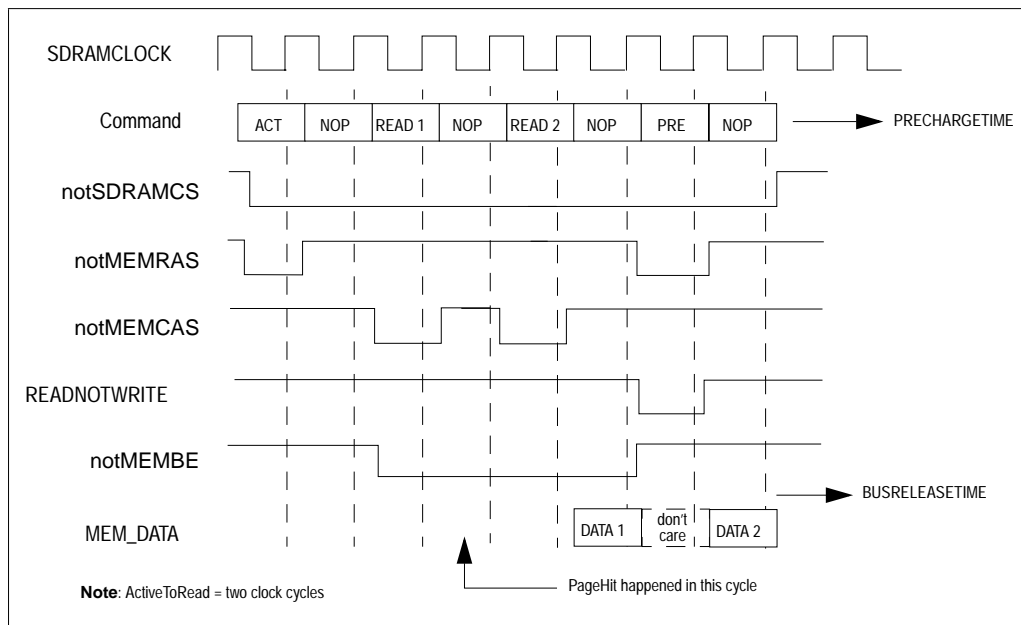 SDRAMCLOCK
Command
ACT NOP READ 1 NOP READ 2 NOP PRE NOP
PRECHARGETIME
notSDRAMCS
notMEMRAS
notMEMCAS
READNOTWRITE
notMEMBE
BUSRELEASETIME
MEM_DATA
DATA 1
don't
care
DATA 2
Note: ActiveToRead = two clock cycles
PageHit happened in this cycle